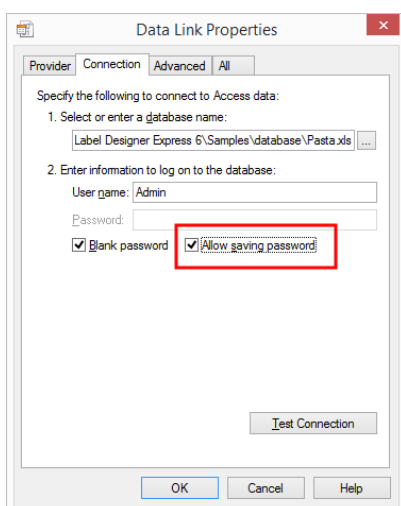 Data Link Properties
Provider Connection Advanced All
Specify the following to connect to Access data:
1. Select or enter a database name:
Label Designer Express 6\Samples\database\Pasta.xls ...
2. Enter information to log on to the database:
User name: Admin
Password:
Blank password Allow saving password
Test Connection
OK Cancel Help